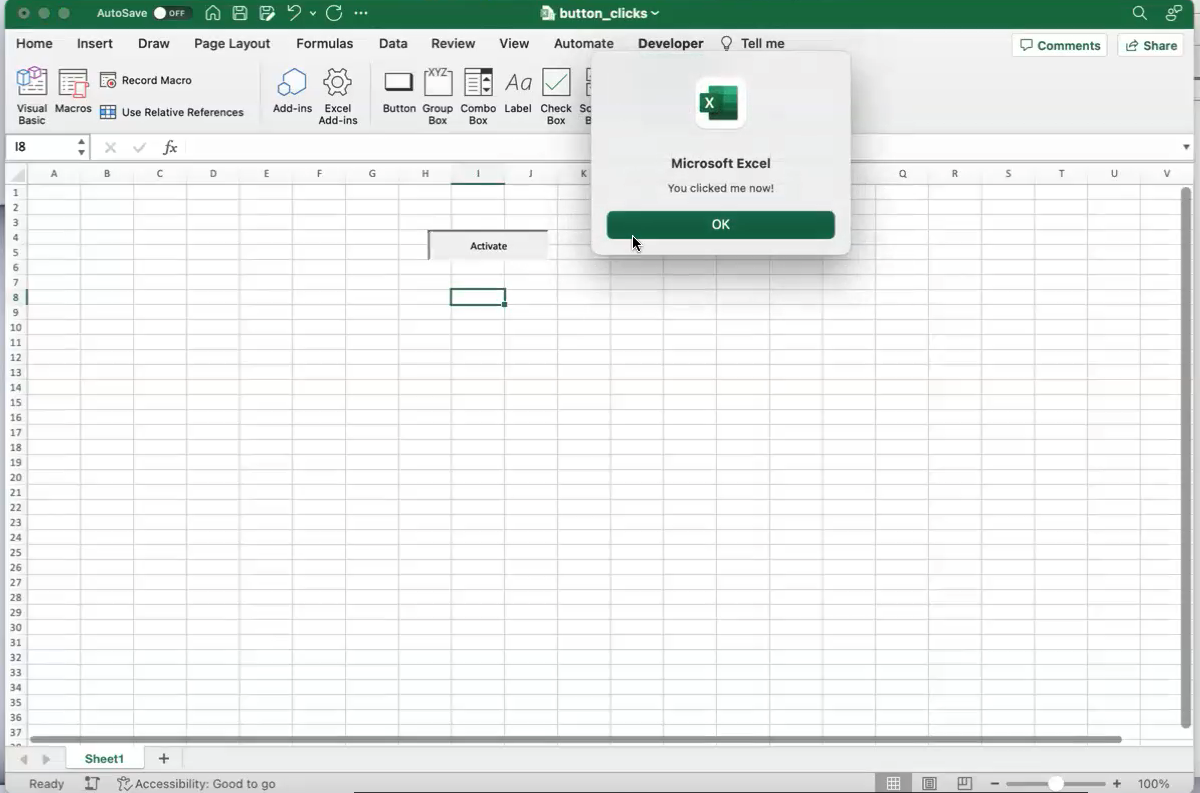 AutoSave OFF ... button_clicks
Home Insert Draw Page Layout Formulas Data Review View Automate Developer Tell me Comments Share
Visual Basic
Macros
Record Macro
Use Relative References
Add-ins
Excel Add-ins
Button
XYZ
Group Box
Combo Box
Aa
Label
Check Box
X
Microsoft Excel
You clicked me now!
OK
I8 fx
A B C D E F G H I J K Q R S T U V
1
2
3
4
Activate
5
6
7
8
9
10
11
12
13
14
15
16
17
18
19
20
21
22
23
24
25
26
27
28
29
30
31
32
33
34
35
36
37
Sheet1 +
Ready Accessibility: Good to go − + 100%